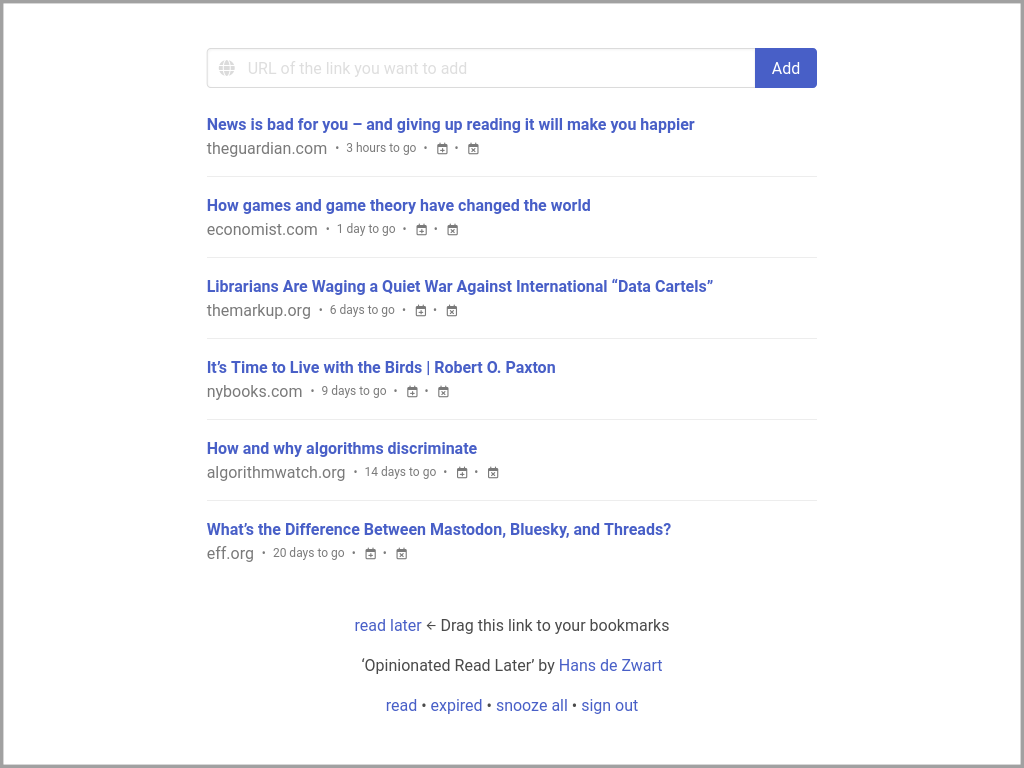 URL of the link you want to add
Add
News is bad for you – and giving up reading it will make you happier
theguardian.com • 3 hours to go • •
How games and game theory have changed the world
economist.com • 1 day to go • •
Librarians Are Waging a Quiet War Against International “Data Cartels”
themarkup.org • 6 days to go • •
It’s Time to Live with the Birds | Robert O. Paxton
nybooks.com • 9 days to go • •
How and why algorithms discriminate
algorithmwatch.org • 14 days to go • •
What’s the Difference Between Mastodon, Bluesky, and Threads?
eff.org • 20 days to go • •
read later ← Drag this link to your bookmarks
‘Opinionated Read Later’ by Hans de Zwart
read • expired • snooze all • sign out